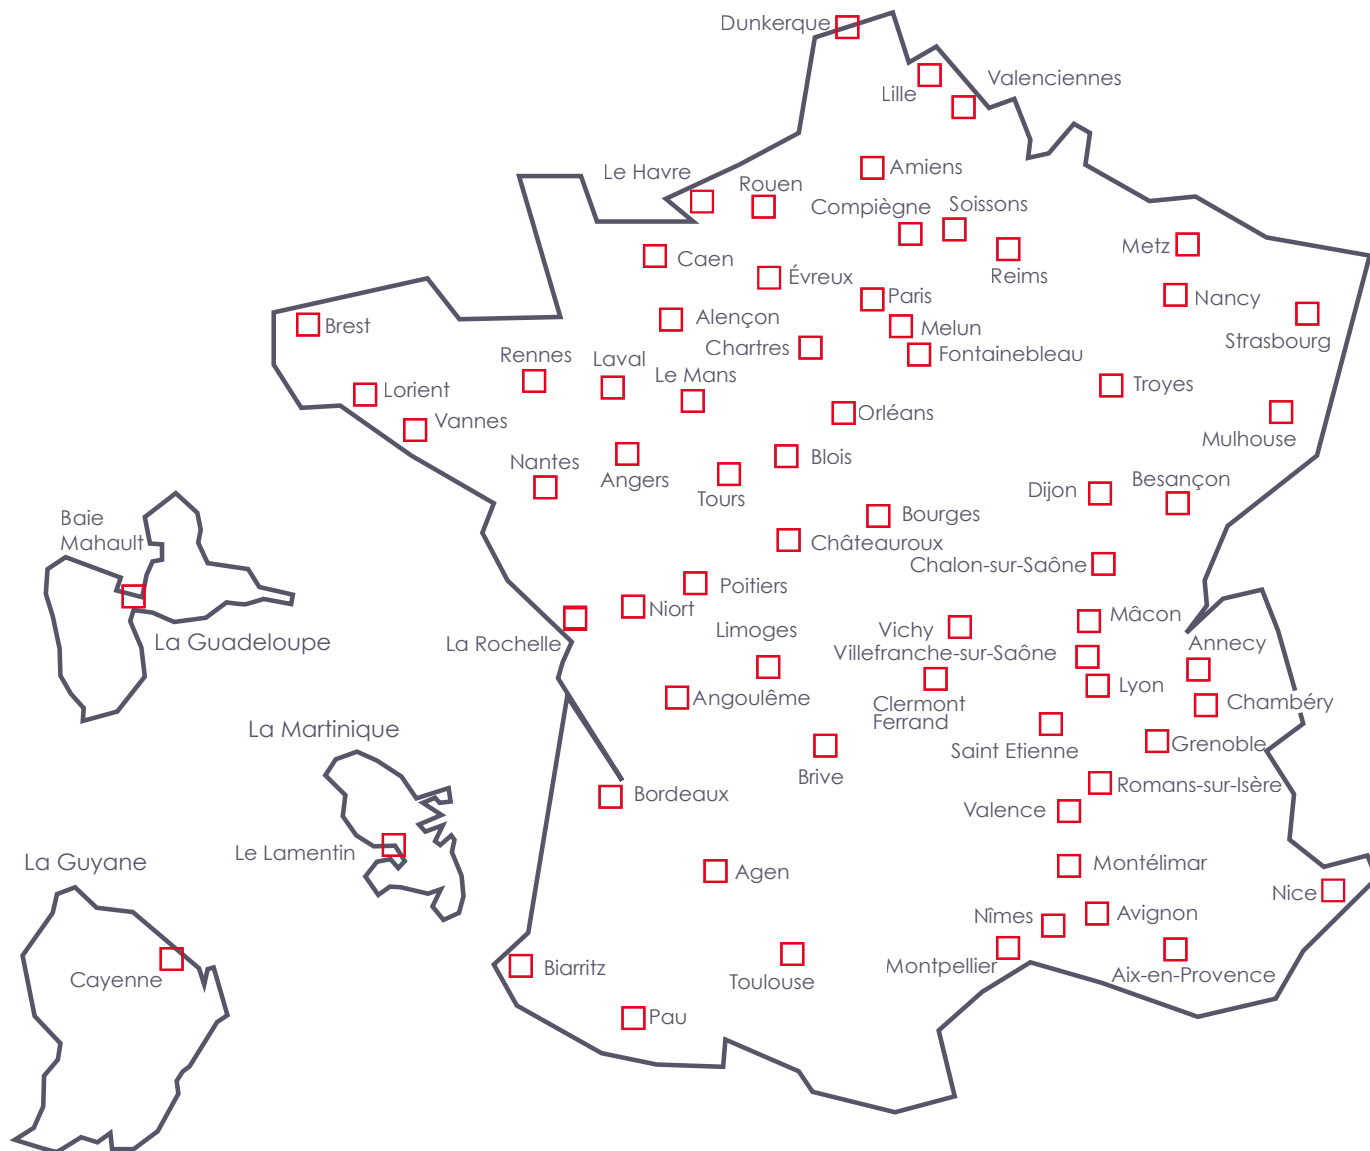 Dunkerque
Valenciennes
Lille
Amiens
Le Havre
Rouen
Compiègne
Soissons
Metz
Reims
Caen
Évreux
Paris
Nancy
Alençon
Melun
Brest
Strasbourg
Chartres
Fontainebleau
Rennes
Laval
Le Mans
Troyes
Lorient
Vannes
Orléans
Mulhouse
Nantes
Angers
Tours
Blois
Dijon
Besançon
Bourges
Châteauroux
Chalon-sur-Saône
Baie
Mahault
La Guadeloupe
Poitiers
Niort
La Rochelle
Limoges
Vichy
Mâcon
Villefranche-sur-Saône
Annecy
Lyon
Angoulême
Clermont
Ferrand
Chambéry
Saint Etienne
Grenoble
Brive
La Martinique
Bordeaux
Romans-sur-Isère
Valence
Le Lamentin
La Guyane
Agen
Montélimar
Nice
Nîmes
Avignon
Cayenne
Biarritz
Toulouse
Montpellier
Aix-en-Provence
Pau